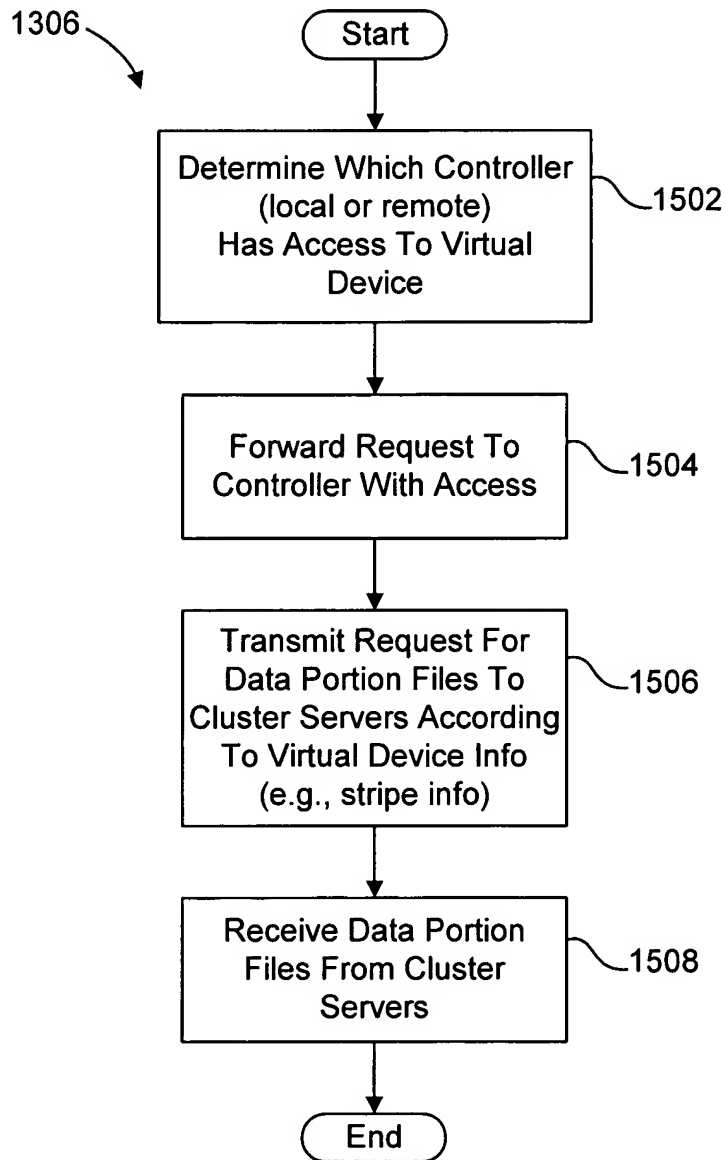 1306
Start
Determine Which Controller
(local or remote)
Has Access To Virtual
Device
1502
Forward Request To
Controller With Access
1504
Transmit Request For
Data Portion Files To
Cluster Servers According
To Virtual Device Info
(e.g., stripe info)
1506
Receive Data Portion
Files From Cluster
Servers
1508
End